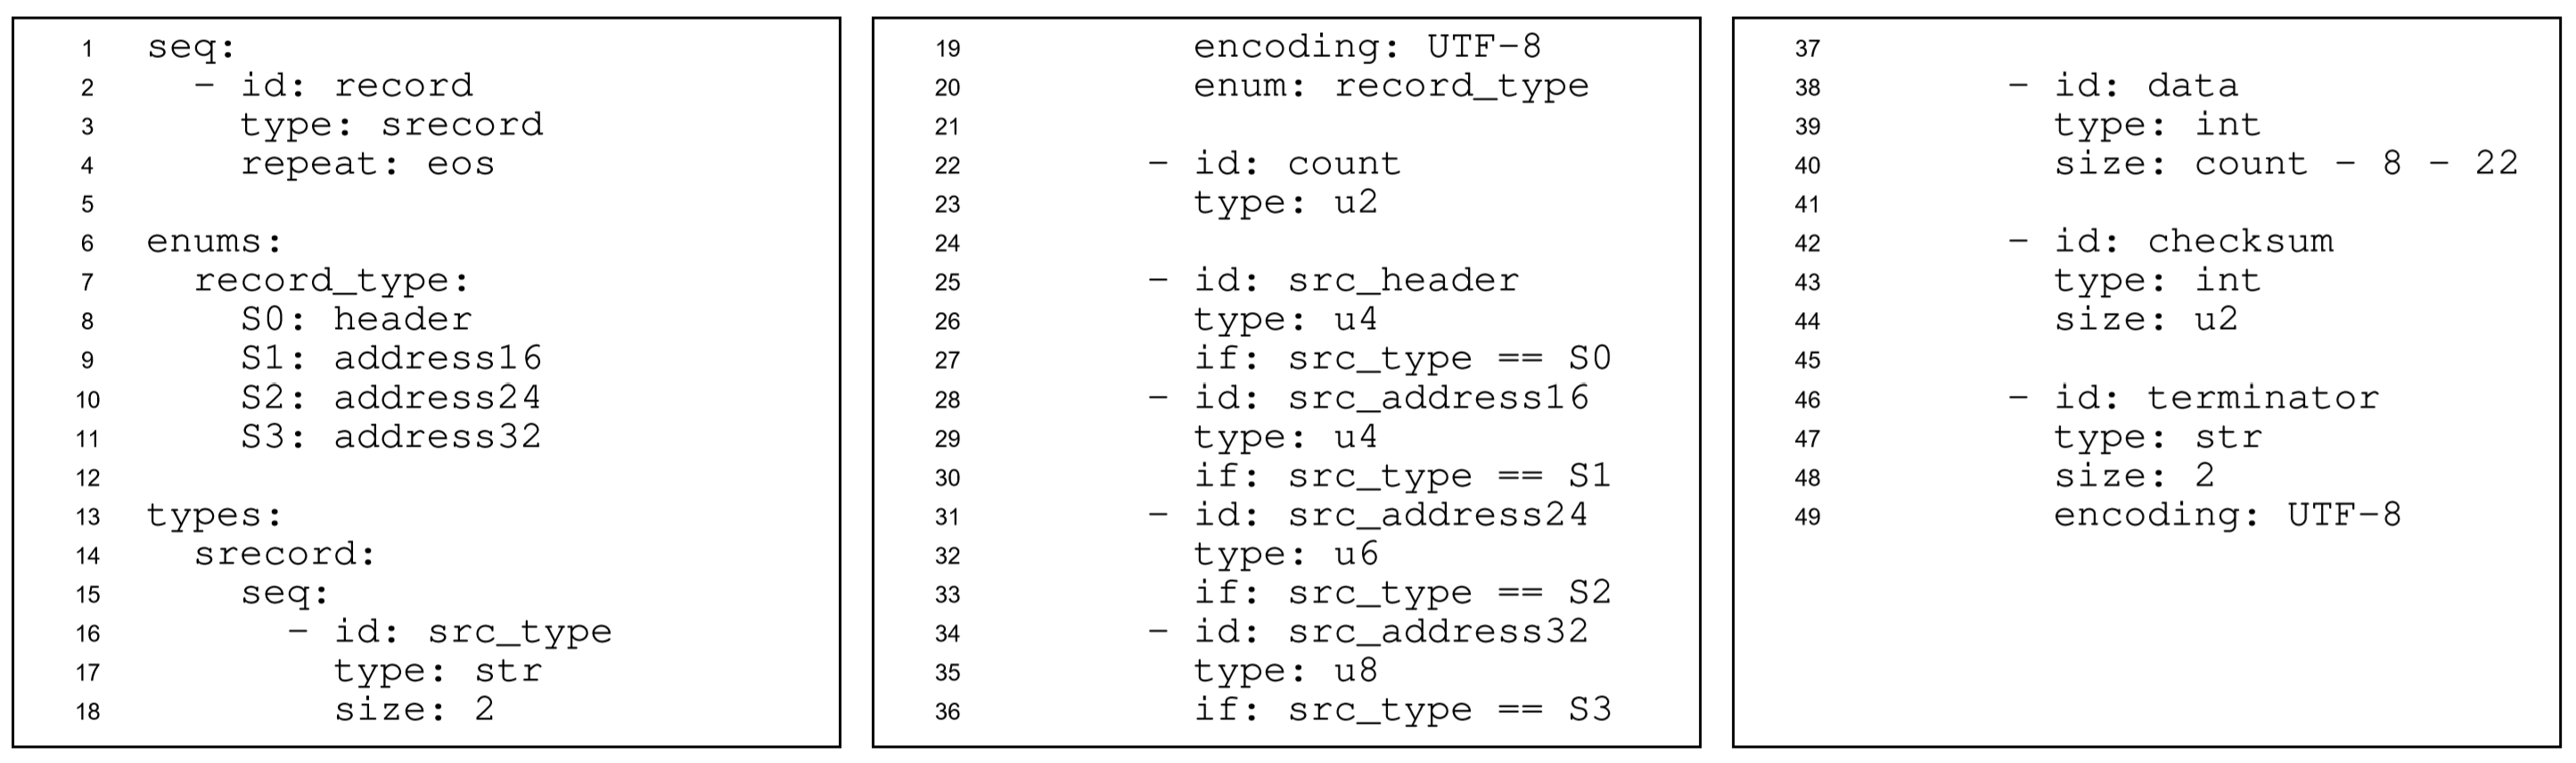 1 seq:
2   - id: record
3     type: srecord
4     repeat: eos
5
6 enums:
7   record_type:
8     S0: header
9     S1: address16
10     S2: address24
11     S3: address32
12
13 types:
14   srecord:
15     seq:
16       - id: src_type
17         type: str
18         size: 2
19         encoding: UTF-8
20         enum: record_type
21
22       - id: count
23         type: u2
24
25       - id: src_header
26         type: u4
27         if: src_type == S0
28       - id: src_address16
29         type: u4
30         if: src_type == S1
31       - id: src_address24
32         type: u6
33         if: src_type == S2
34       - id: src_address32
35         type: u8
36         if: src_type == S3
37
38       - id: data
39         type: int
40         size: count - 8 - 22
41
42       - id: checksum
43         type: int
44         size: u2
45
46       - id: terminator
47         type: str
48         size: 2
49         encoding: UTF-8